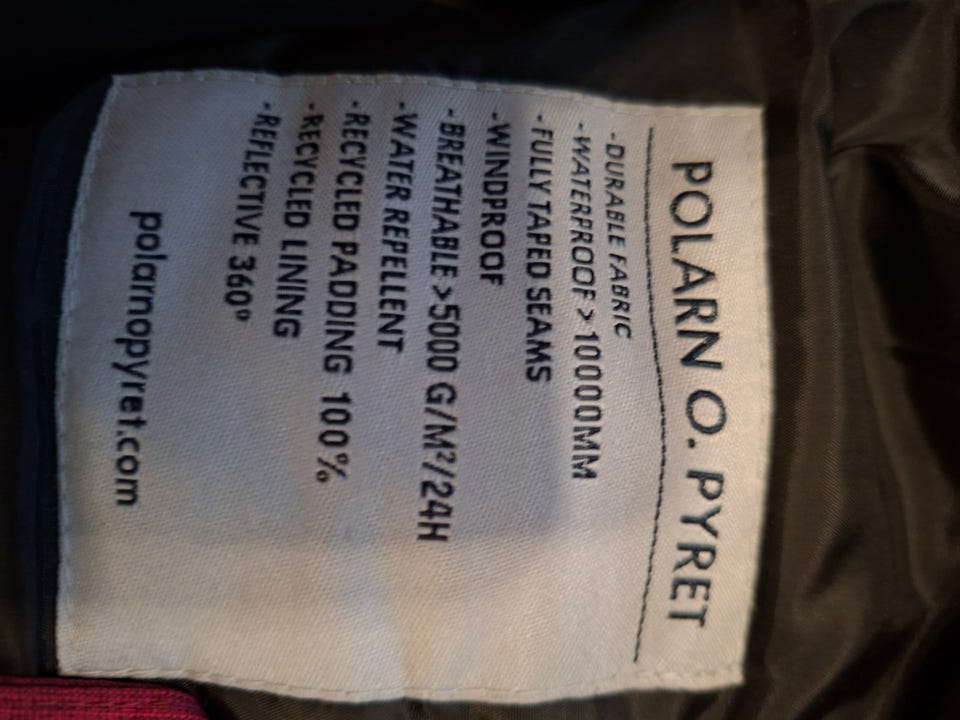 POLARN O. PYRET
-DURABLE FABRIC
-WATERPROOF > 10000MM
-FULLY TAPED SEAMS
-WINDPROOF
-BREATHABLE >5000 G/M²/24H
-WATER REPELLENT
-RECYCLED PADDING 100%
-RECYCLED LINING
-REFLECTIVE 360°
polarnopyret.com